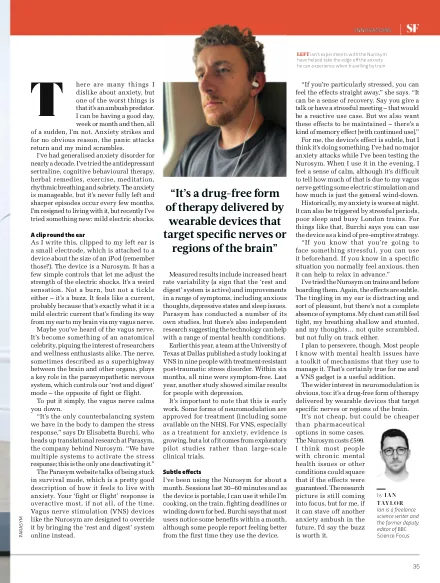 INNOVATIONS
SF
LEFT Ian's experiments with the Nurosym
have helped take the edge off the anxiety
he can experience when travelling by train
There are many things I
dislike about anxiety, but
one of the worst things is
that it's an ambush predator.
I can be having a good day,
week or month and then, all
of a sudden, I'm not. Anxiety strikes and
for no obvious reason, the panic attacks
return and my mind scrambles.
I've had generalised anxiety disorder for
nearly a decade. I've tried the antidepressant
sertraline, cognitive behavioural therapy,
herbal remedies, exercise, meditation,
rhythmic breathing and sobriety. The anxiety
is manageable, but it's never fully left and
sharper episodes occur every few months.
I'm resigned to living with it, but recently I've
tried something new: mild electric shocks.
A clip round the ear
As I write this, clipped to my left ear is
a small electrode, which is attached to a
device about the size of an iPod (remember
those?). The device is a Nurosym. It has a
few simple controls that let me adjust the
strength of the electric shocks. It's a weird
sensation. Not a burn, but not a tickle
either – it's a buzz. It feels like a current,
probably because that's exactly what it is: a
mild electric current that's finding its way
from my ear to my brain via my vagus nerve.
Maybe you've heard of the vagus nerve.
It's become something of an anatomical
celebrity, piquing the interest of researchers
and wellness enthusiasts alike. The nerve,
sometimes described as a superhighway
between the brain and other organs, plays
a key role in the parasympathetic nervous
system, which controls our 'rest and digest'
mode – the opposite of fight or flight.
To put it simply, the vagus nerve calms
you down.
"It's the only counterbalancing system
we have in the body to dampen the stress
response," says Dr Elisabetta Burchi, who
heads up translational research at Parasym,
the company behind Nurosym. "We have
multiple systems to activate the stress
response; this is the only one deactivating it."
The Parasym website talks of being stuck
in survival mode, which is a pretty good
description of how it feels to live with
anxiety. Your 'fight or flight' response is
overactive most, if not all, of the time.
Vagus nerve stimulation (VNS) devices
like the Nurosym are designed to override
it by bringing the 'rest and digest' system
online instead.
"It's a drug-free form
of therapy delivered by
wearable devices that
target specific nerves or
regions of the brain"
Measured results include increased heart
rate variability (a sign that the 'rest and
digest' system is active) and improvements in
a range of symptoms, including anxious
thoughts, depressive states and sleep issues.
Parasym has conducted a number of its
own studies, but there's also independent
research suggesting the technology can help
with a range of mental health conditions.
Earlier this year, a team at the University of
Texas at Dallas published a study looking at
VNS in nine people with treatment-resistant
post-traumatic stress disorder. Within six
months, all nine were symptom-free. Last
year, another study showed similar results
for people with depression.
It's important to note that this is early
work. Some forms of neuromodulation are
approved for treatment (including some
available on the NHS). For VNS, especially
as a treatment for anxiety, evidence is
growing, but a lot of it comes from exploratory
pilot studies rather than large-scale
clinical trials.
Subtle effects
I've been using the Nurosym for about a
month. Sessions last 30–60 minutes and as
the device is portable, I can use it while I'm
cooking, on the train, fighting deadlines or
winding down for bed. Burchi says that most
users notice some benefits within a month,
although some people report feeling better
from the first time they use the device.
"If you're particularly stressed, you can
feel the effects straight away," she says. "It
can be a sense of recovery. Say you give a
talk or have a stressful meeting – that would
be a reactive use case. But we also want
these effects to be maintained – there's a
kind of memory effect [with continued use]."
For me, the device's effect is subtle, but I
think it's doing something. I've had no major
anxiety attacks while I've been testing the
Nurosym. When I use it in the evening, I
feel a sense of calm, although it's difficult
to tell how much of that is due to my vagus
nerve getting some electric stimulation and
how much is just the general wind-down.
Historically, my anxiety is worse at night.
It can also be triggered by stressful periods,
poor sleep and busy London trains. For
things like that, Burchi says you can use
the device as a kind of pre-emptive strategy.
"If you know that you're going to
face something stressful, you can use
it beforehand. If you know in a specific
situation you normally feel anxious, then
it can help to relax in advance."
I've tried the Nurosym on trains and before
boarding them. Again, the effects are subtle.
The tingling in my ear is distracting and
sort of pleasant, but there's not a complete
absence of symptoms. My chest can still feel
tight, my breathing shallow and stunted,
and my thoughts... not quite scrambled,
but not fully on track either.
I plan to persevere, though. Most people
I know with mental health issues have
a toolkit of mechanisms that they use to
manage it. That's certainly true for me and
a VNS gadget is a useful addition.
The wider interest in neuromodulation is
obvious, too: it's a drug-free form of therapy
delivered by wearable devices that target
specific nerves or regions of the brain.
It's not cheap, but could be cheaper
than pharmaceutical
options in some cases.
The Nurosym costs £599.
I think most people
with chronic mental
health issues or other
conditions could square
that if the effects were
guaranteed. The research
picture is still coming
into focus, but for me, if
it can stave off another
anxiety ambush in the
future, I'd say the buzz
is worth it.
by IAN
TAYLOR
Ian is a freelance
science writer and
the former deputy
editor of BBC
Science Focus
PARASYM
35